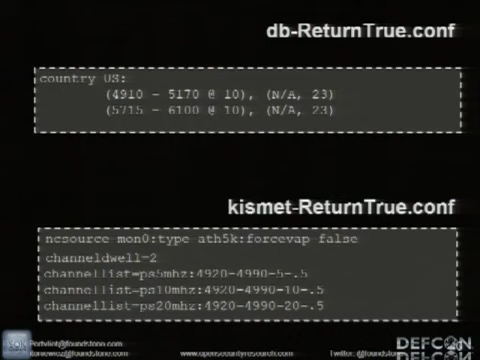 db-ReturnTrue.conf
country US:
(4910 - 5170 @ 10), (N/A, 23)
(5715 - 6100 @ 10), (N/A, 23)
kismet-ReturnTrue.conf
ncsource=mon0:type=ath5k:forcevap=false
channeldwell=2
channellist=ps5mhz:4920-4990-5-.5
channellist=ps10mhz:4920-4990-10-.5
channellist=ps20mhz:4920-4990-20-.5
www.opensecurityresearch.com
Twitter:
DEFCON